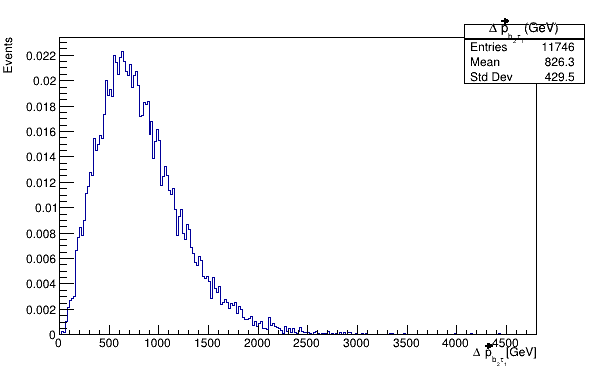 Δ p⃗ b₂τ₁ (GeV)
Entries 11746
Mean 826.3
Std Dev 429.5
Events
0.022
0.02
0.018
0.016
0.014
0.012
0.01
0.008
0.006
0.004
0.002
0
0 500 1000 1500 2000 2500 3000 3500 4000 4500
Δ p⃗ b₂τ₁ [GeV]